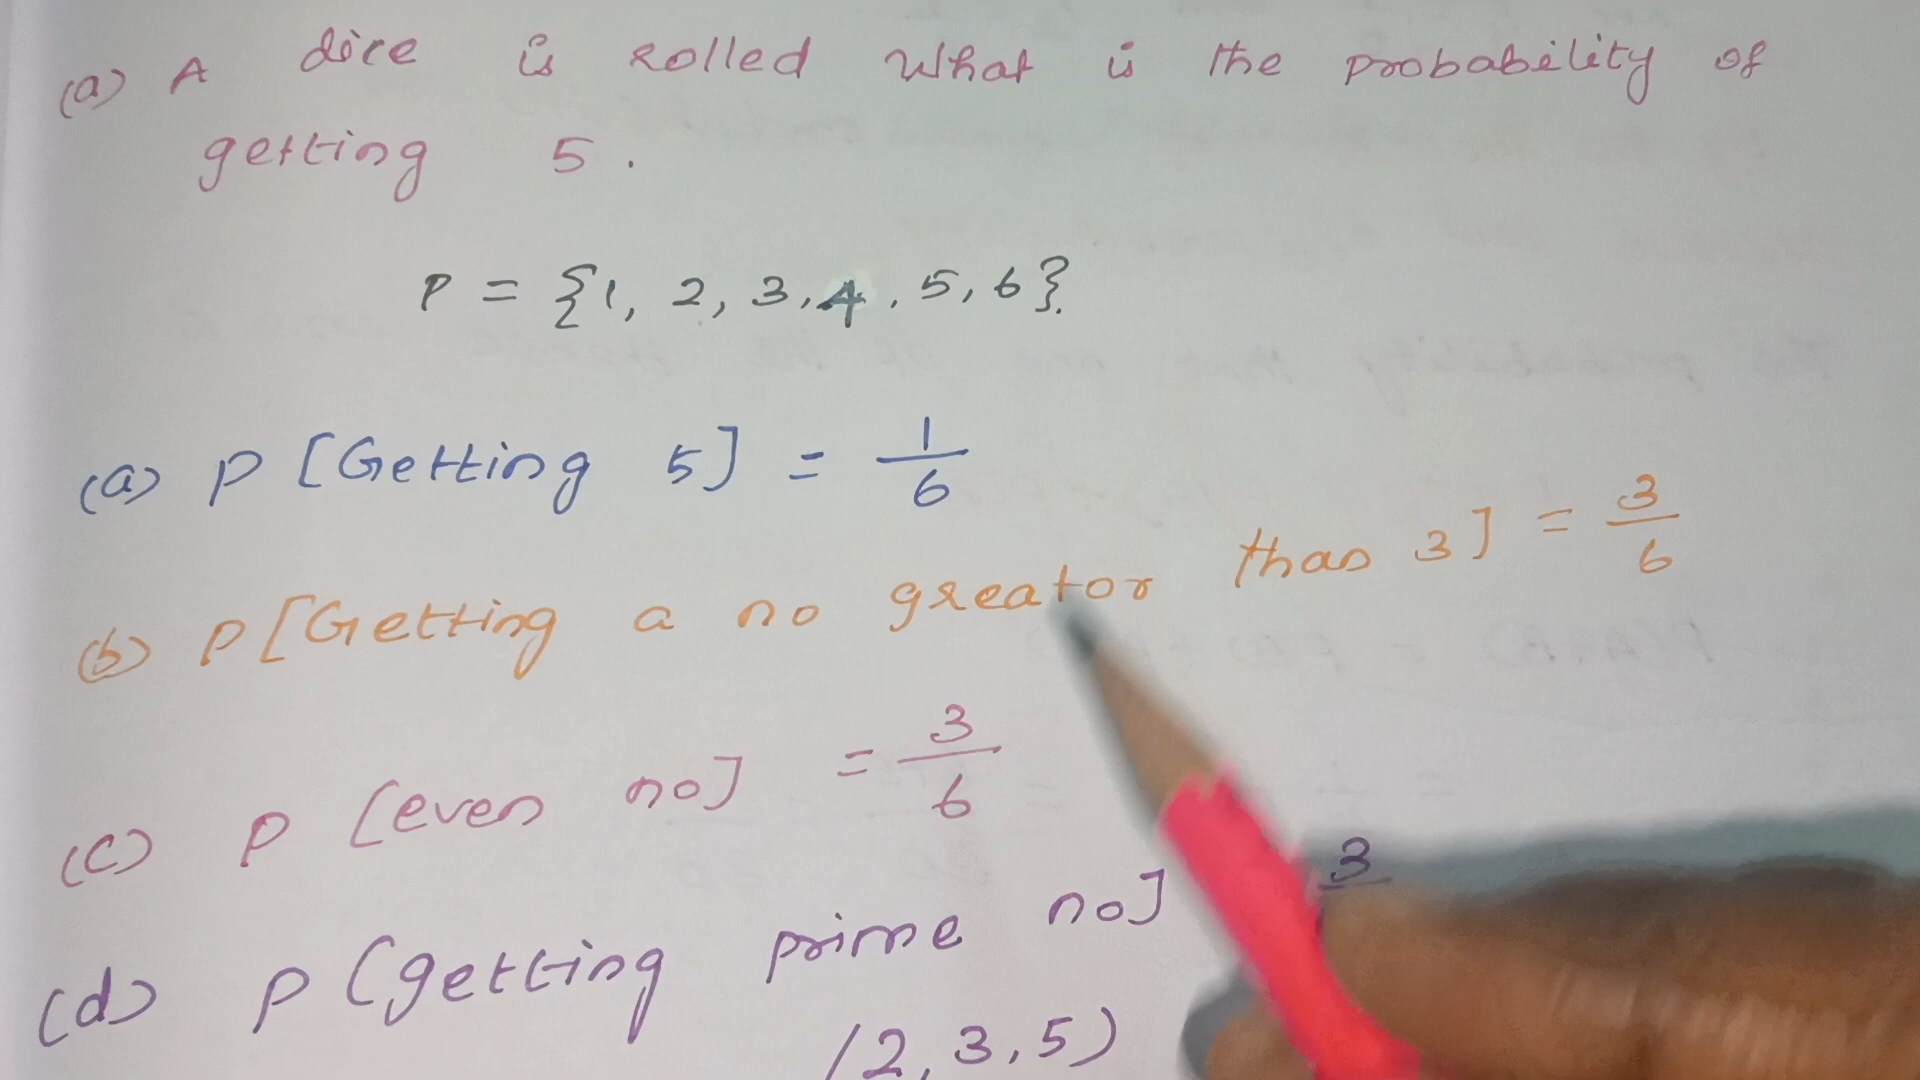 (a) A dice is rolled what is the probability of
getting 5.
P = {1, 2, 3, 4, 5, 6}.
(a) P [Getting 5] = 1/6
(b) P [Getting a no greator than 3] = 3/6
(c) P [even no] = 3/6
(d) P (getting prime no] 3
(2, 3, 5)